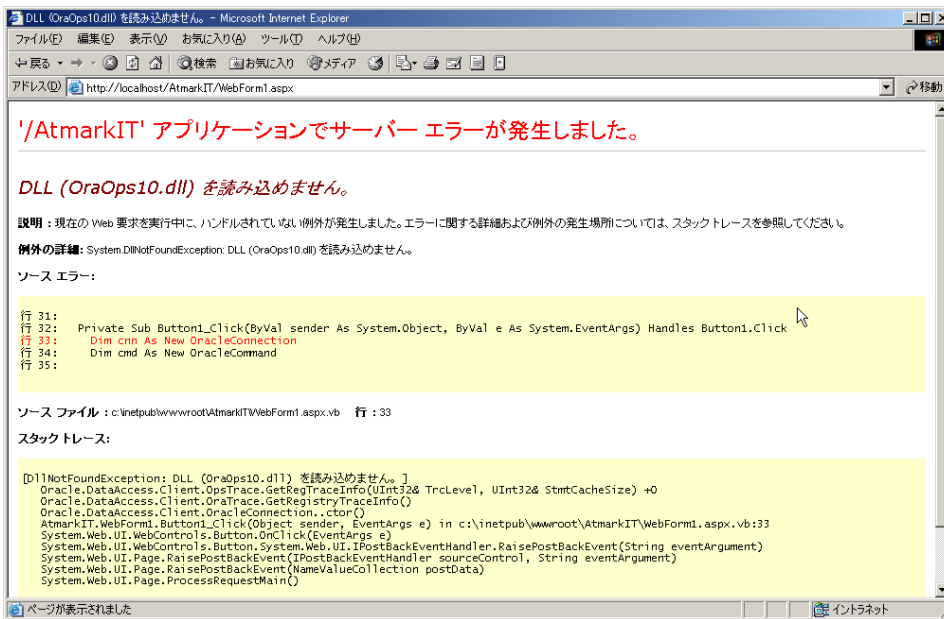 DLL (OraOps10.dll) を読み込めません。 - Microsoft Internet Explorer
ファイル(F) 編集(E) 表示(V) お気に入り(A) ツール(T) ヘルプ(H)
戻る 検索 お気に入り メディア
アドレス(D) http://localhost/AtmarkIT/WebForm1.aspx 移動
'/AtmarkIT' アプリケーションでサーバー エラーが発生しました。
DLL (OraOps10.dll) を読み込めません。
説明 : 現在の Web 要求を実行中に、ハンドルされていない例外が発生しました。エラーに関する詳細および例外の発生場所については、スタック トレースを参照してください。
例外の詳細: System.DllNotFoundException: DLL (OraOps10.dll) を読み込めません。
ソース エラー:
行 31:
行 32: Private Sub Button1_Click(ByVal sender As System.Object, ByVal e As System.EventArgs) Handles Button1.Click
行 33: Dim cnn As New OracleConnection
行 34: Dim cmd As New OracleCommand
行 35:
ソース ファイル : c:\inetpub\wwwroot\AtmarkIT\WebForm1.aspx.vb 行 : 33
スタック トレース:
[DllNotFoundException: DLL (OraOps10.dll) を読み込めません。]
Oracle.DataAccess.Client.OpsTrace.GetRegTraceInfo(UInt32& TrcLevel, UInt32& StmtCacheSize) +0
Oracle.DataAccess.Client.OraTrace.GetRegistryTraceInfo()
Oracle.DataAccess.Client.OracleConnection..ctor()
AtmarkIT.WebForm1.Button1_Click(Object sender, EventArgs e) in c:\inetpub\wwwroot\AtmarkIT\WebForm1.aspx.vb:33
System.Web.UI.WebControls.Button.OnClick(EventArgs e)
System.Web.UI.WebControls.Button.System.Web.UI.IPostBackEventHandler.RaisePostBackEvent(String eventArgument)
System.Web.UI.Page.RaisePostBackEvent(IPostBackEventHandler sourceControl, String eventArgument)
System.Web.UI.Page.RaisePostBackEvent(NameValueCollection postData)
System.Web.UI.Page.ProcessRequestMain()
ページが表示されました イントラネット